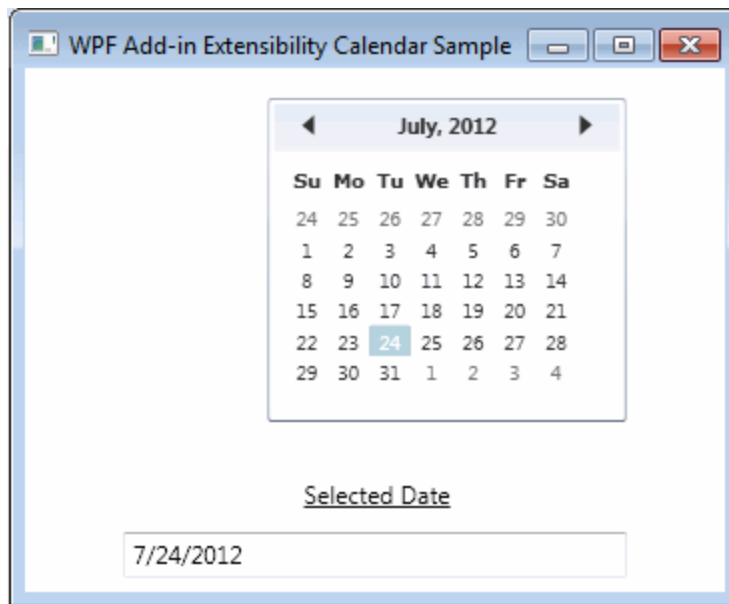 WPF Add-in Extensibility Calendar Sample
July, 2012
Su Mo Tu We Th Fr Sa
24 25 26 27 28 29 30
1 2 3 4 5 6 7
8 9 10 11 12 13 14
15 16 17 18 19 20 21
22 23 24 25 26 27 28
29 30 31 1 2 3 4
Selected Date
7/24/2012